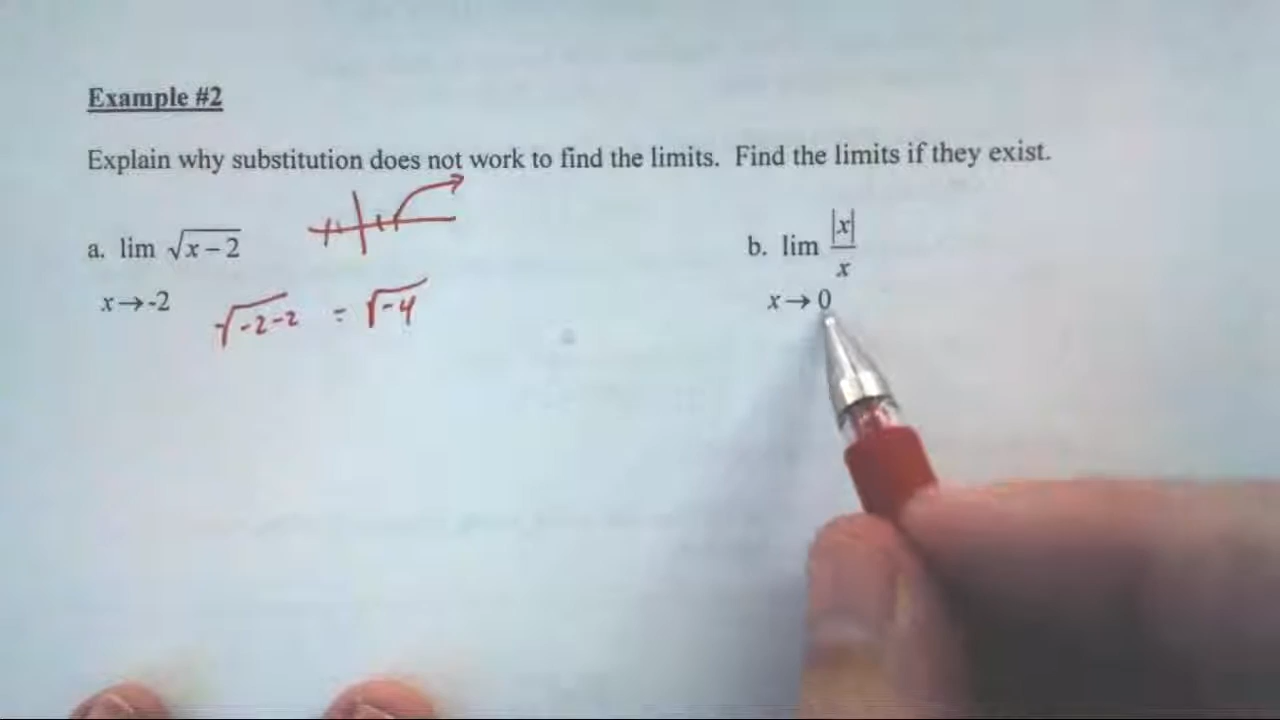 Example #2
Explain why substitution does not work to find the limits. Find the limits if they exist.
a. lim √x-2
x→-2
√-2-2 = √-4
b. lim |x|/x
x→0